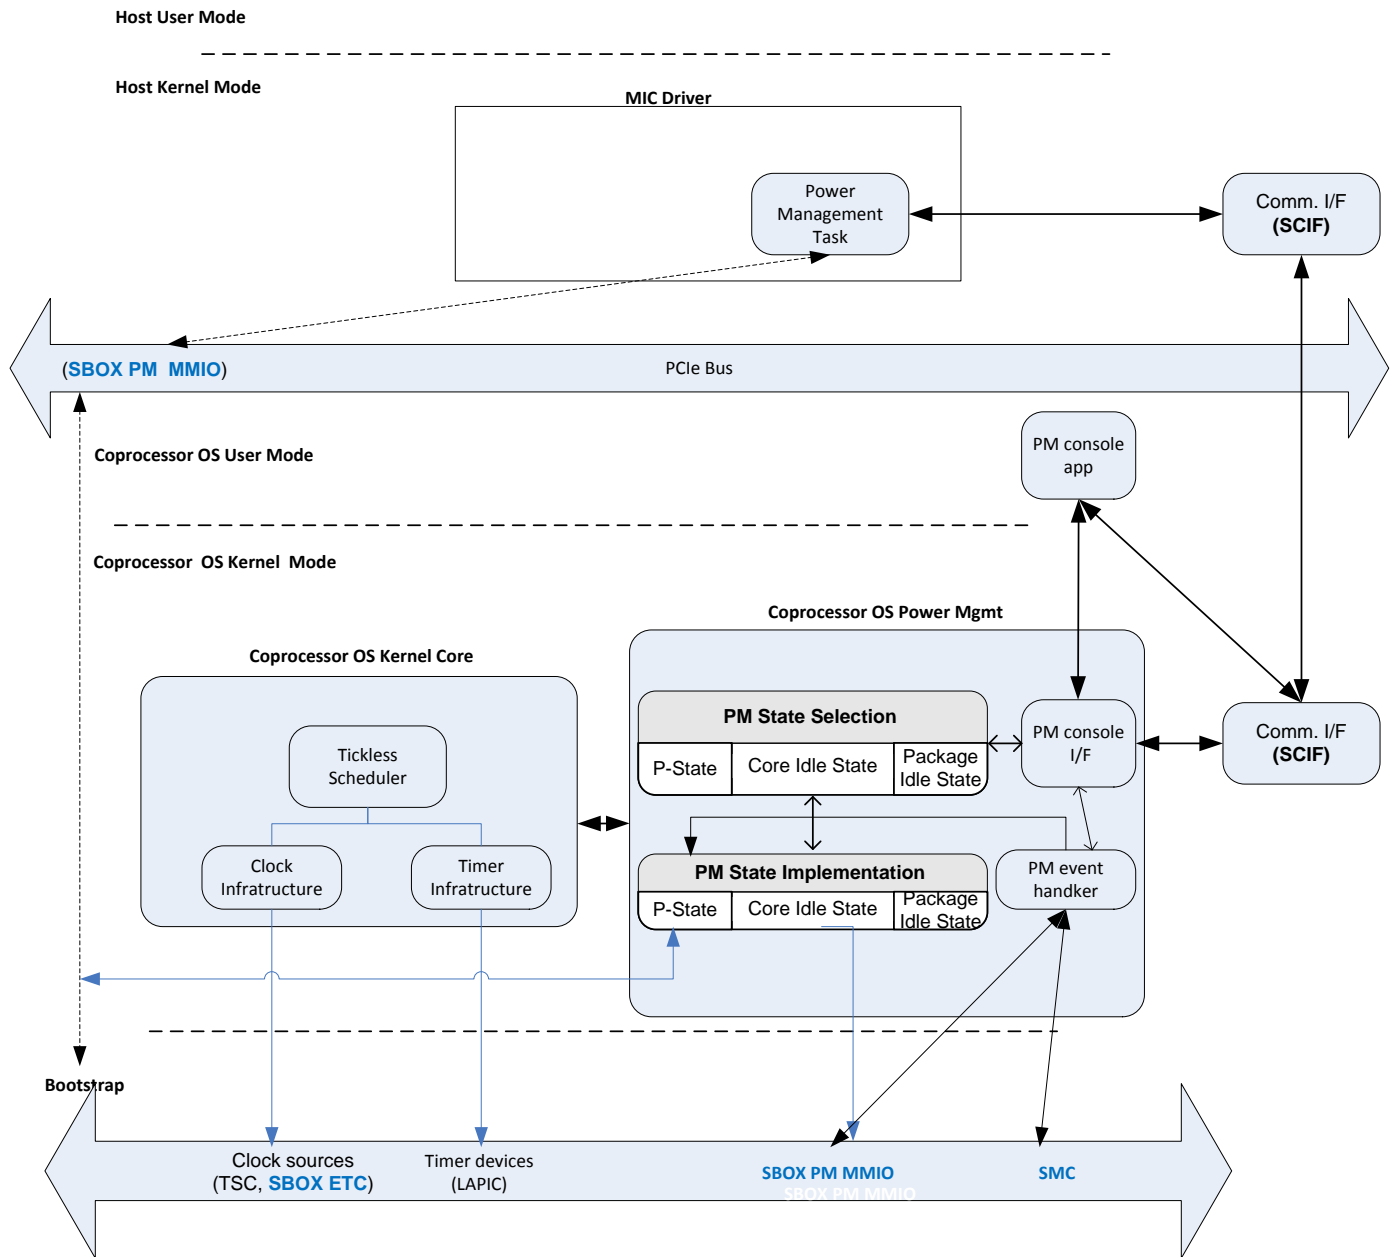 Host User Mode
Host Kernel Mode
MIC Driver
Power
Management
Task
Comm. I/F
(SCIF)
(SBOX PM  MMIO)
PCIe Bus
Coprocessor OS User Mode
PM console
app
Coprocessor  OS Kernel  Mode
Coprocessor OS Power Mgmt
Coprocessor OS Kernel Core
PM State Selection
P-State
Core Idle State
Package
Idle State
PM console
I/F
Comm. I/F
(SCIF)
Tickless
Scheduler
Clock
Infratructure
Timer
Infratructure
PM State Implementation
P-State
Core Idle State
Package
Idle State
PM event
handker
Bootstrap
Clock sources
(TSC, SBOX ETC)
Timer devices
(LAPIC)
SBOX PM MMIO
SBOX PM MMIO
SMC